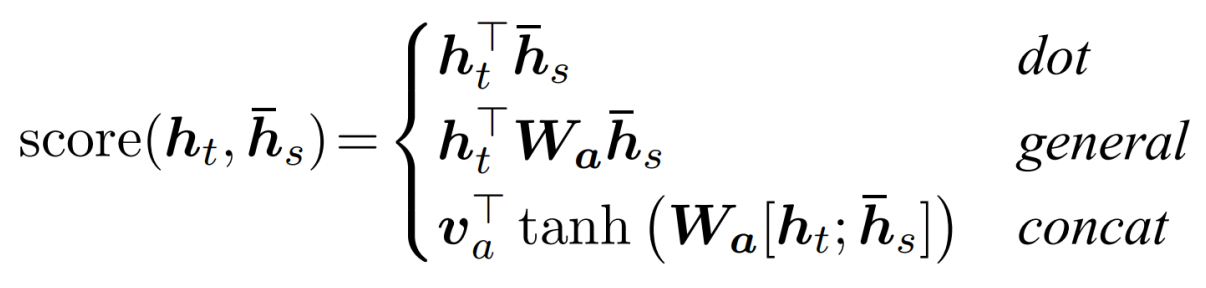 h_t^⊤ h̄_s dot
score(h_t, h̄_s) = { h_t^⊤ W_a h̄_s general
v_a^⊤ tanh (W_a[h_t; h̄_s]) concat